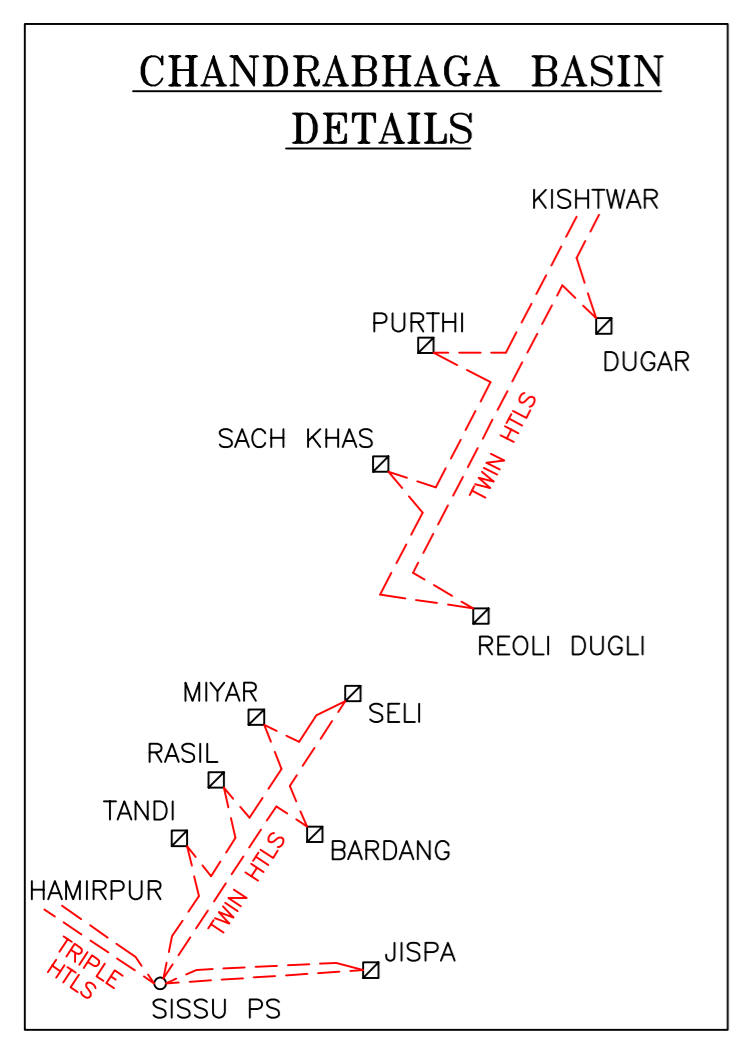 CHANDRABHAGA BASIN
DETAILS
KISHTWAR
PURTHI
DUGAR
TWIN HTLS
SACH KHAS
REOLI DUGLI
MIYAR
SELI
RASIL
TANDI
BARDANG
TWIN HTLS
HAMIRPUR
TRIPLE
HTLS
JISPA
SISSU PS